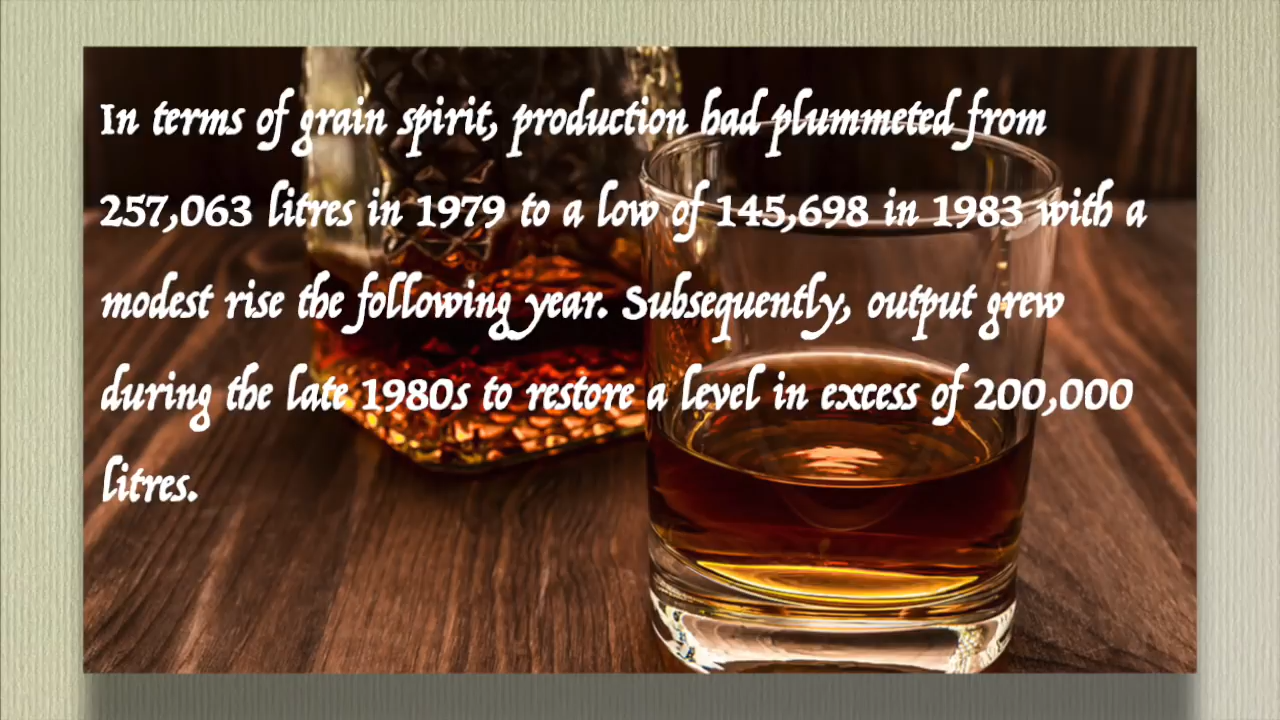 In terms of grain spirit, production had plummeted from
257,063 litres in 1979 to a low of 145,698 in 1983 with a
modest rise the following year. Subsequently, output grew
during the late 1980s to restore a level in excess of 200,000
litres.